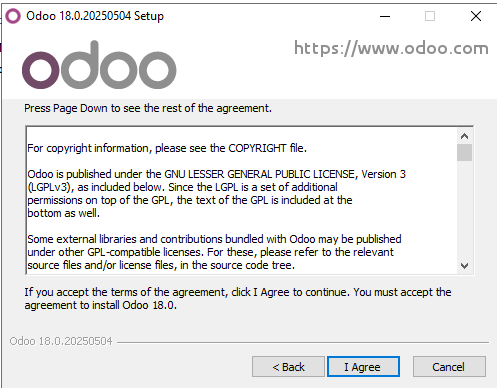 Odoo 18.0.20250504 Setup
odoo
https://www.odoo.com
Press Page Down to see the rest of the agreement.
For copyright information, please see the COPYRIGHT file.
Odoo is published under the GNU LESSER GENERAL PUBLIC LICENSE, Version 3
(LGPLv3), as included below. Since the LGPL is a set of additional
permissions on top of the GPL, the text of the GPL is included at the
bottom as well.
Some external libraries and contributions bundled with Odoo may be published
under other GPL-compatible licenses. For these, please refer to the relevant
source files and/or license files, in the source code tree.
If you accept the terms of the agreement, click I Agree to continue. You must accept the
agreement to install Odoo 18.0.
Odoo 18.0.20250504
< Back
I Agree
Cancel